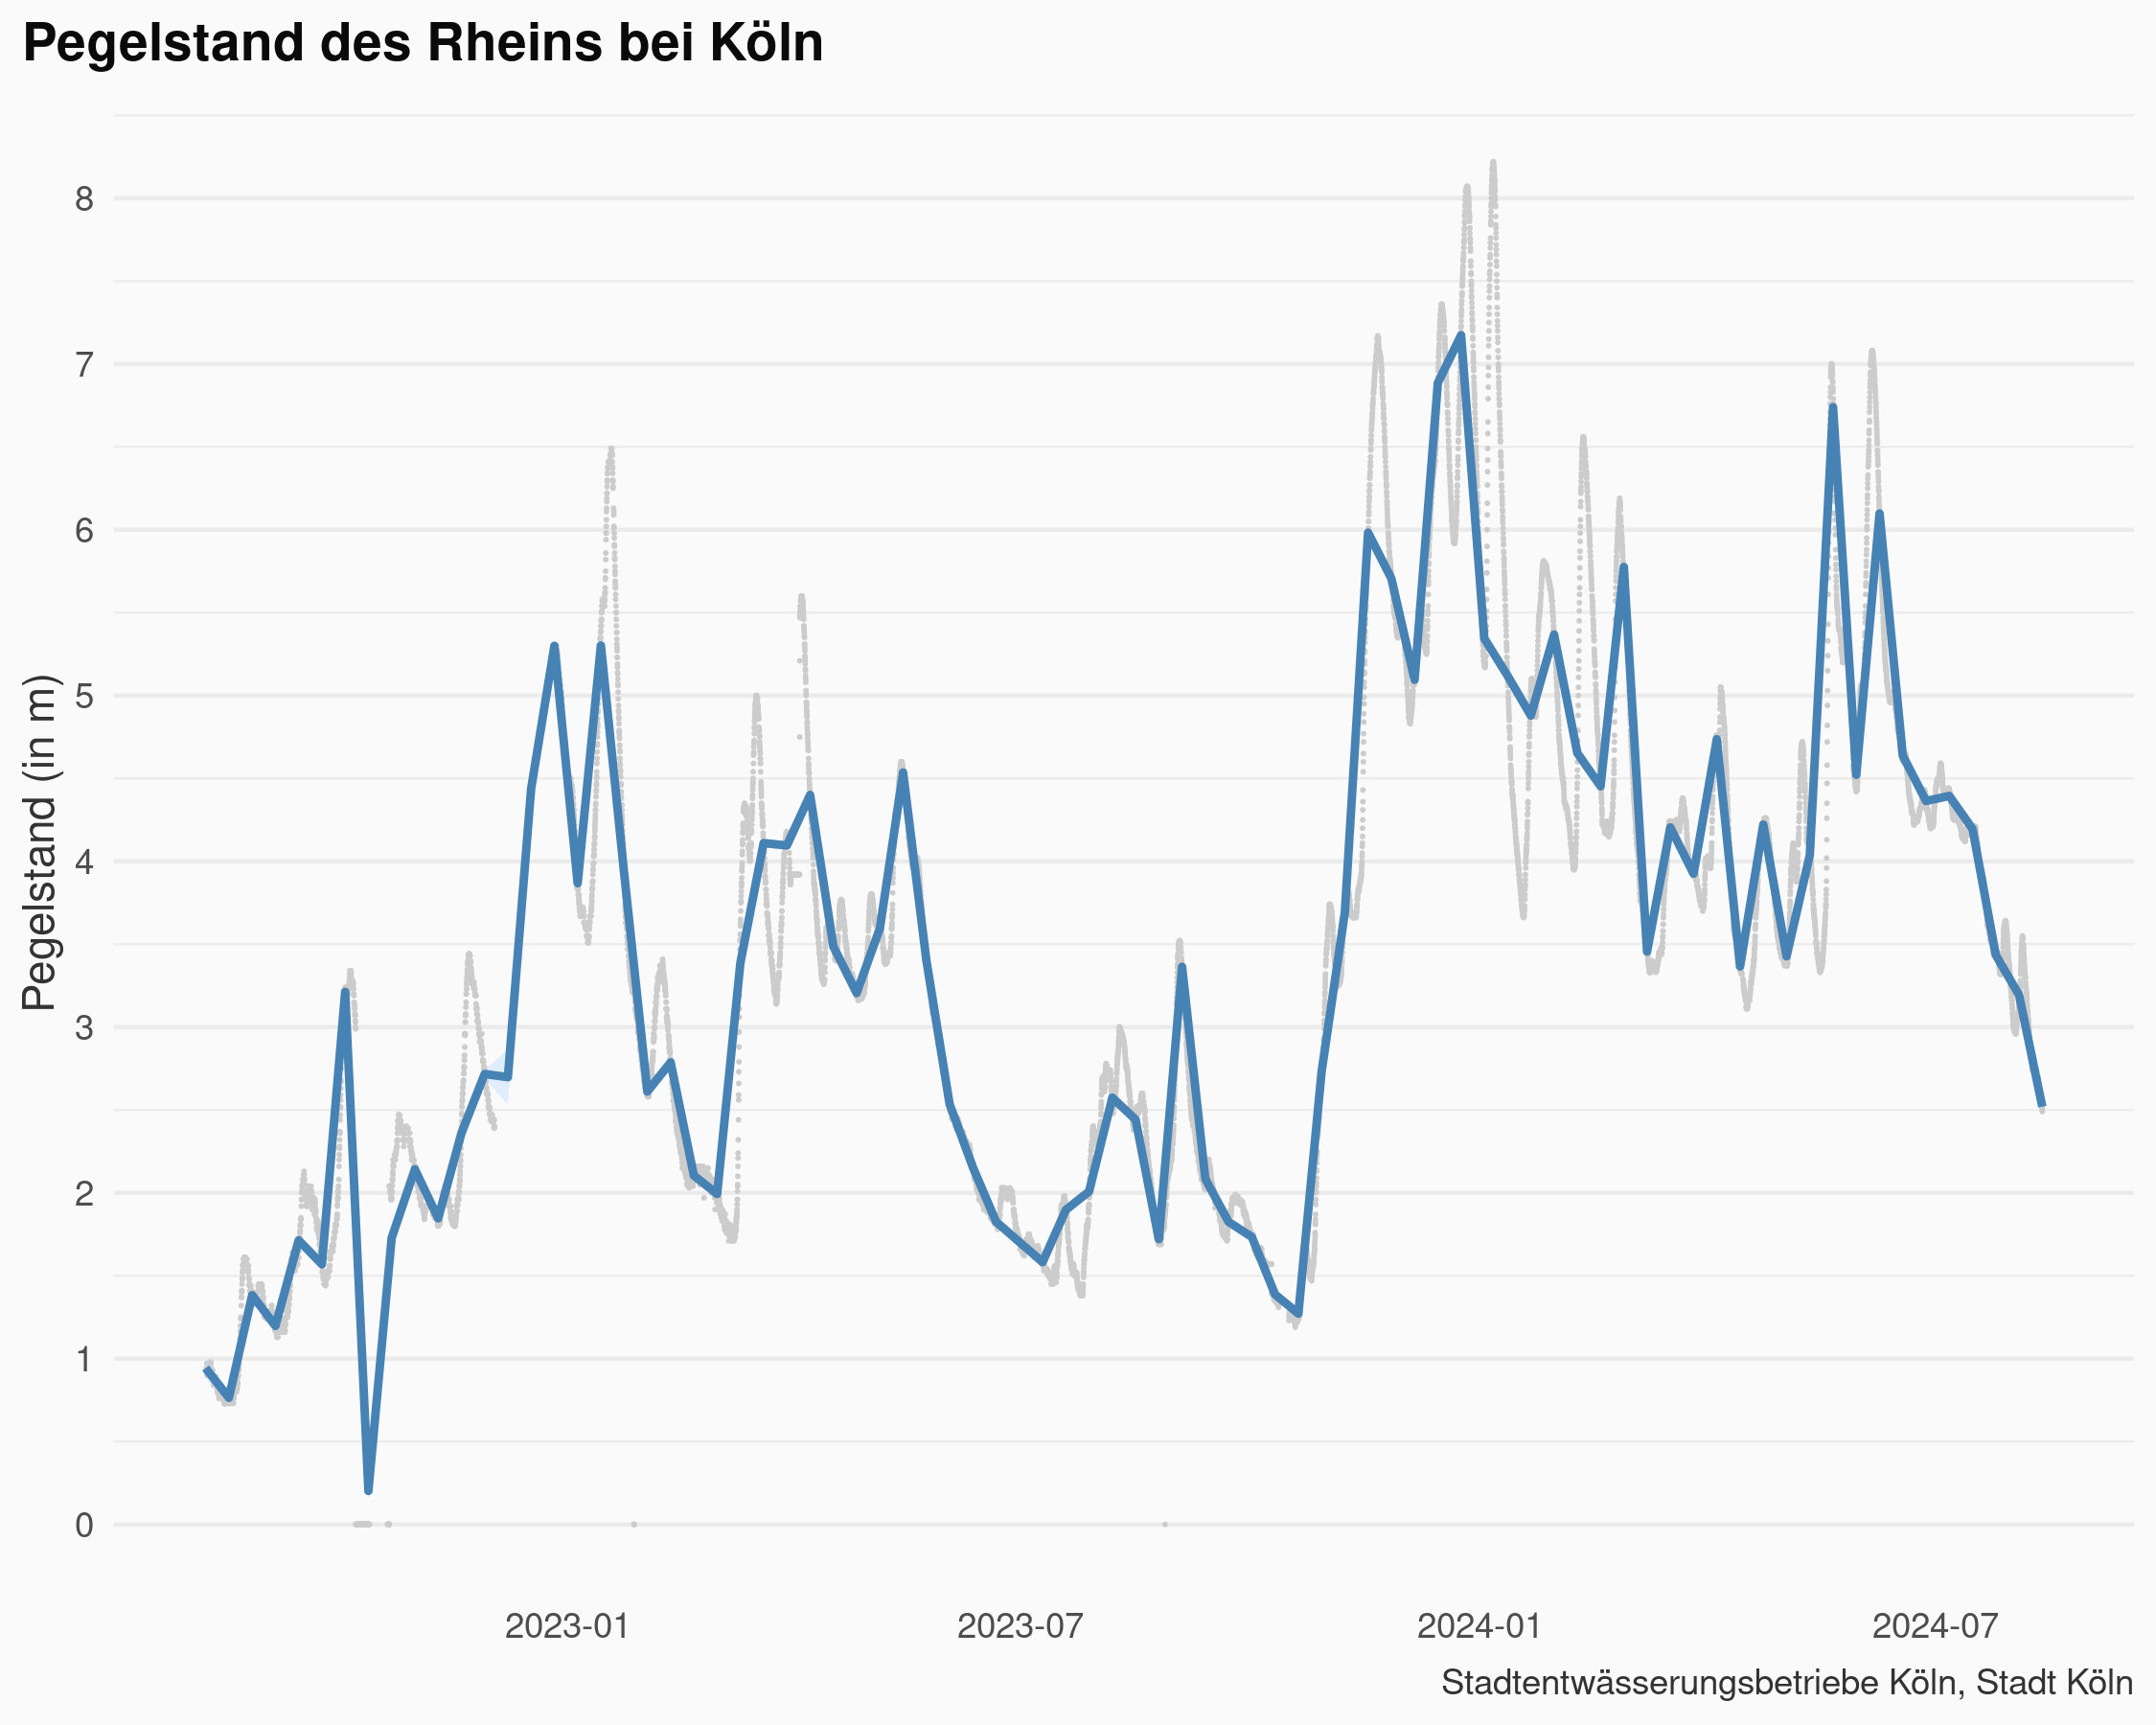 Pegelstand des Rheins bei Köln
Pegelstand (in m)
8
7
6
5
4
3
2
1
0
2023-01 2023-07 2024-01 2024-07
Stadtentwässerungsbetriebe Köln, Stadt Köln